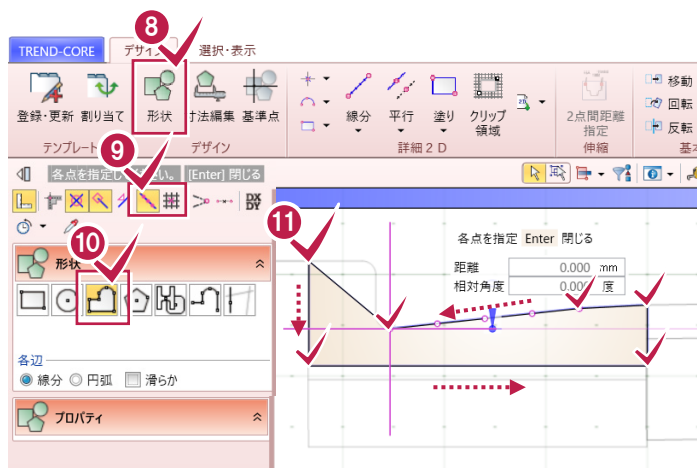 8
TREND-CORE デザイン 選択・表示
登録・更新 割り当て 形状 寸法編集 基準点 線分 平行 塗り クリップ領域 2点間距離指定 移動 回転 反転
テンプレート デザイン 詳細2D 伸縮 基本
9
各点を指定してください。 [Enter] 閉じる
DX
DY
10
11
形状
各点を指定 Enter 閉じる
距離 0.000 mm
相対角度 0.000 度
各辺
線分 円弧 滑らか
プロパティ